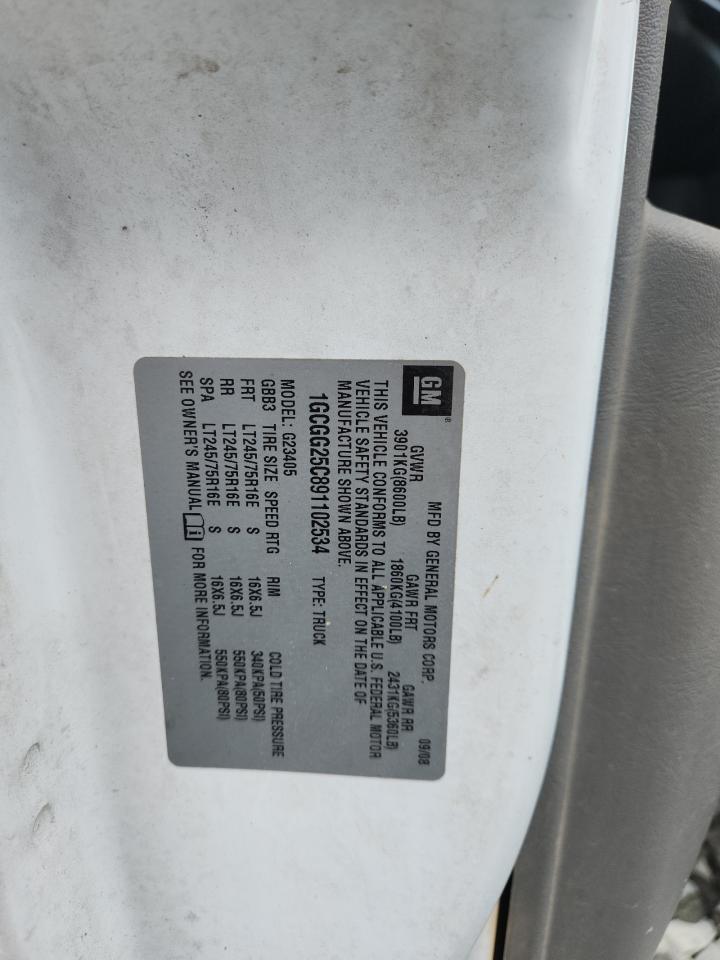 GM®
MFD BY GENERAL MOTORS CORP. 09/08
GVWR GAWR FRT GAWR RR
3901KG(8600LB) 1860KG(4100LB) 2431KG(5360LB)
THIS VEHICLE CONFORMS TO ALL APPLICABLE U.S. FEDERAL MOTOR
VEHICLE SAFETY STANDARDS IN EFFECT ON THE DATE OF
MANUFACTURE SHOWN ABOVE.
1GCGG25C891102534 TYPE: TRUCK
MODEL: G23405
GBB3 TIRE SIZE SPEED RTG RIM COLD TIRE PRESSURE
FRT LT245/75R16E S 16X6.5J 340KPA(50PSI)
RR LT245/75R16E S 16X6.5J 550KPA(80PSI)
SPA LT245/75R16E S 16X6.5J 550KPA(80PSI)
SEE OWNER'S MANUAL i FOR MORE INFORMATION.